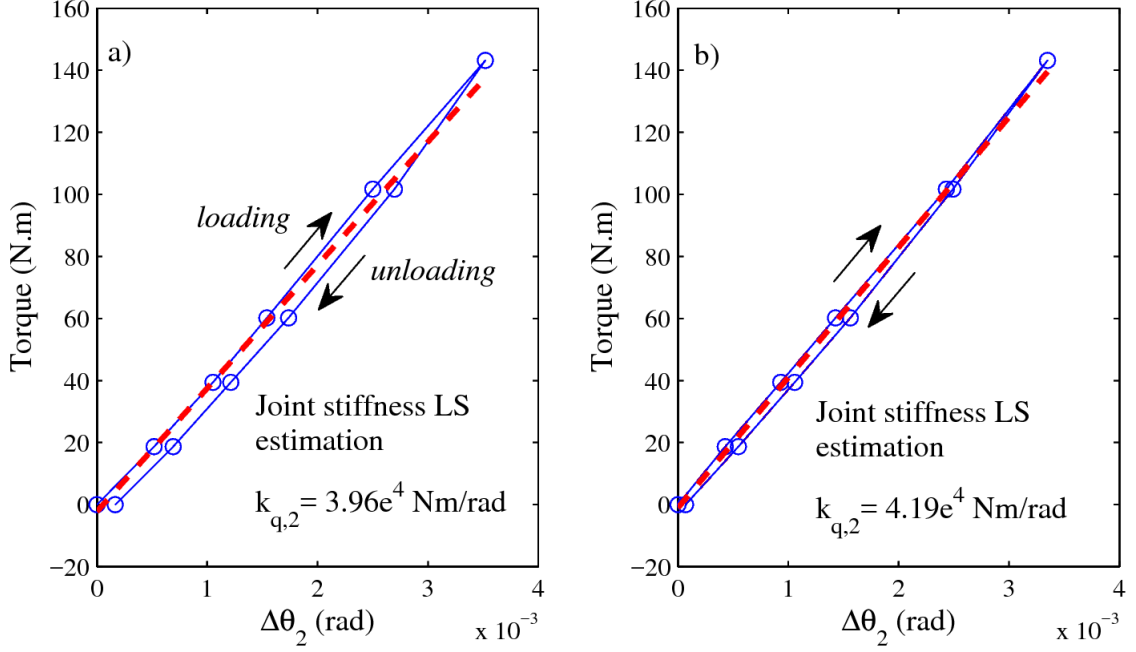 a)
160
140
120
100
80
60
40
20
0
−20
Torque (N.m)
loading
unloading
Joint stiffness LS
estimation
k_{q,2}= 3.96e^4 Nm/rad
0 1 2 3 4
Δθ_2 (rad)
x 10^{−3}
b)
160
140
120
100
80
60
40
20
0
−20
Torque (N.m)
Joint stiffness LS
estimation
k_{q,2}= 4.19e^4 Nm/rad
0 1 2 3 4
Δθ_2 (rad)
x 10^{−3}